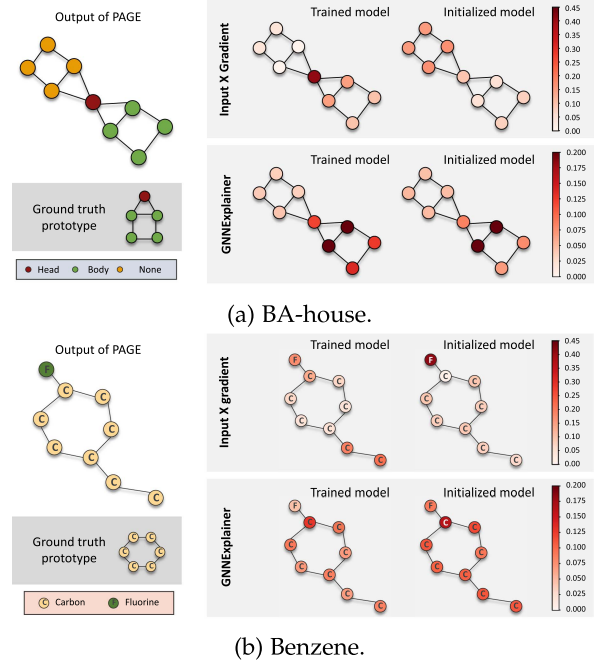 Output of PAGE
Ground truth
prototype
Head Body None
Input X Gradient
Trained model Initialized model
0.45
0.40
0.35
0.30
0.25
0.20
0.15
0.10
0.05
0.00
GNNExplainer
Trained model Initialized model
0.200
0.175
0.150
0.125
0.100
0.075
0.050
0.025
0.000
(a) BA-house.
Output of PAGE
F
C
C
C
C
C
C
C
C
Ground truth
prototype
C
C
C
C
C
C
C Carbon F Fluorine
Input X gradient
Trained model Initialized model
F
C
C
C
C
C
C
C
C
F
C
C
C
C
C
C
C
C
0.45
0.40
0.35
0.30
0.25
0.20
0.15
0.10
0.05
0.00
GNNExplainer
Trained model Initialized model
F
C
C
C
C
C
C
C
C
F
C
C
C
C
C
C
C
C
0.200
0.175
0.150
0.125
0.100
0.075
0.050
0.025
0.000
(b) Benzene.